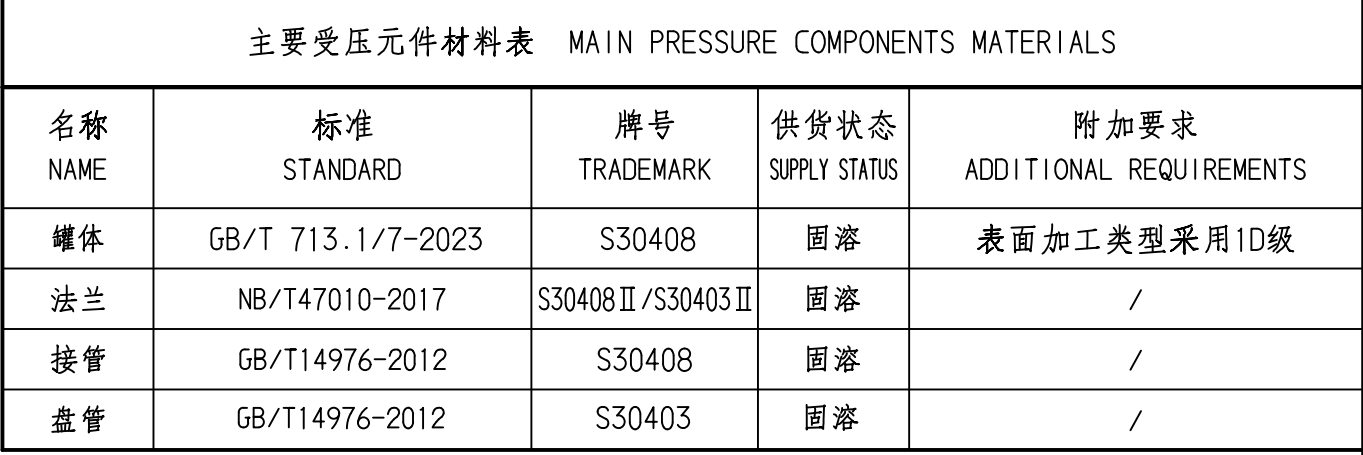 主要受压元件材料表 MAIN PRESSURE COMPONENTS MATERIALS
名称 标准 牌号 供货状态 附加要求
NAME STANDARD TRADEMARK SUPPLY STATUS ADDITIONAL REQUIREMENTS
罐体 GB/T 713.1/7-2023 S30408 固溶 表面加工类型采用1D级
法兰 NB/T47010-2017 S30408Ⅱ/S30403Ⅱ 固溶 /
接管 GB/T14976-2012 S30408 固溶 /
盘管 GB/T14976-2012 S30403 固溶 /